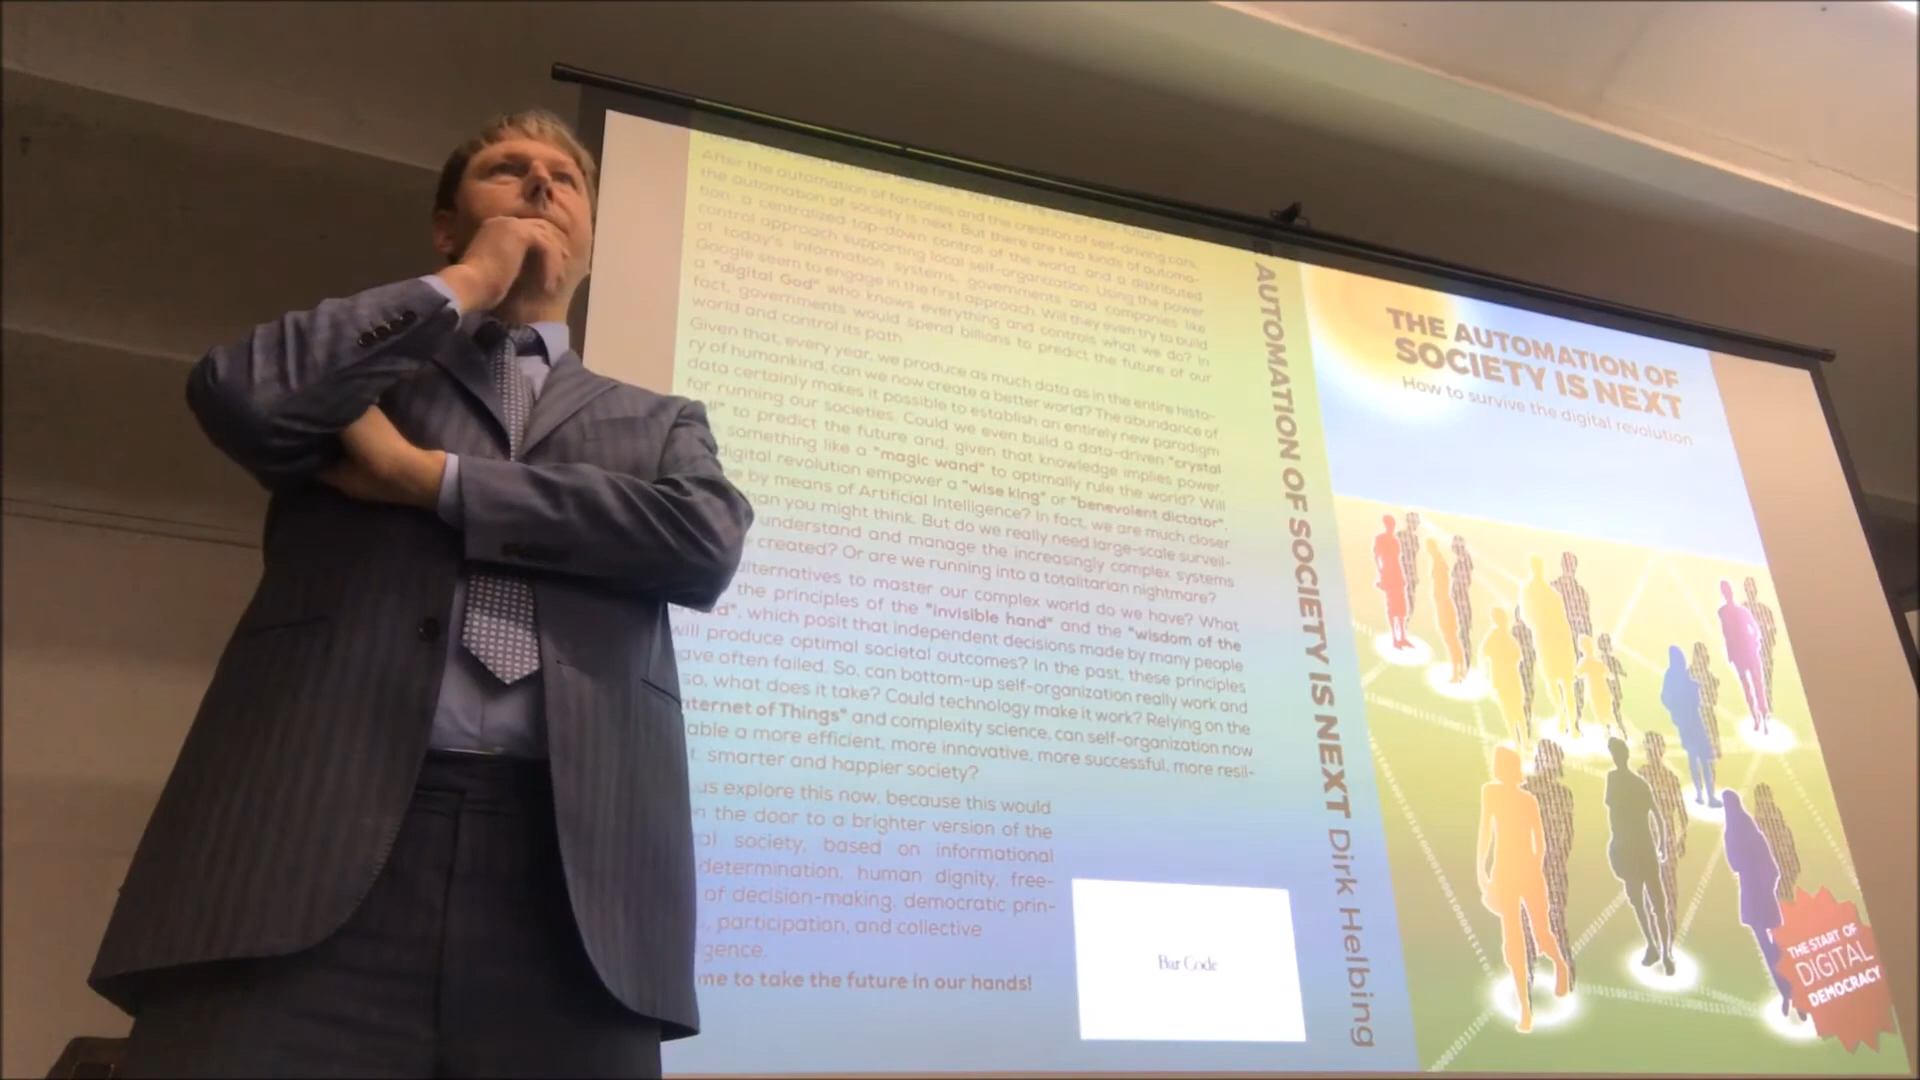 After the automation of factories and the creation of self-driving cars,
the automation of society is next. But there are two kinds of automa-
tion: a centralized top-down control of the world, and a distributed
control approach supporting local self-organization. Using the power
of today's information systems, governments and companies like
Google seem to engage in the first approach. Will they even try to build
a "digital God" who knows everything and controls what we do? In
fact, governments would spend billions to predict the future of our
world and control its path.
Given that, every year, we produce as much data as in the entire histo-
ry of humankind, can we now create a better world? The abundance of
data certainly makes it possible to establish an entirely new paradigm
for running our societies. Could we even build a data-driven "crystal
to predict the future and, given that knowledge implies power,
something like a "magic wand" to optimally rule the world? Will
digital revolution empower a "wise king" or "benevolent dictator",
by means of Artificial Intelligence? In fact, we are much closer
than you might think. But do we really need large-scale surveil-
understand and manage the increasingly complex systems
created? Or are we running into a totalitarian nightmare?
alternatives to master our complex world do we have? What
the principles of the "invisible hand" and the "wisdom of the
which posit that independent decisions made by many people
will produce optimal societal outcomes? In the past, these principles
have often failed. So, can bottom-up self-organization really work and
so, what does it take? Could technology make it work? Relying on the
Internet of Things" and complexity science, can self-organization now
able a more efficient, more innovative, more successful, more resil-
smarter and happier society?
us explore this now, because this would
the door to a brighter version of the
society, based on informational
determination, human dignity, free-
of decision-making, democratic prin-
participation, and collective
me to take the future in our hands!
Bar Code
AUTOMATION OF SOCIETY IS NEXT Dirk Helbing
THE AUTOMATION OF
SOCIETY IS NEXT
How to survive the digital revolution
THE START OF
DIGITAL
DEMOCRACY